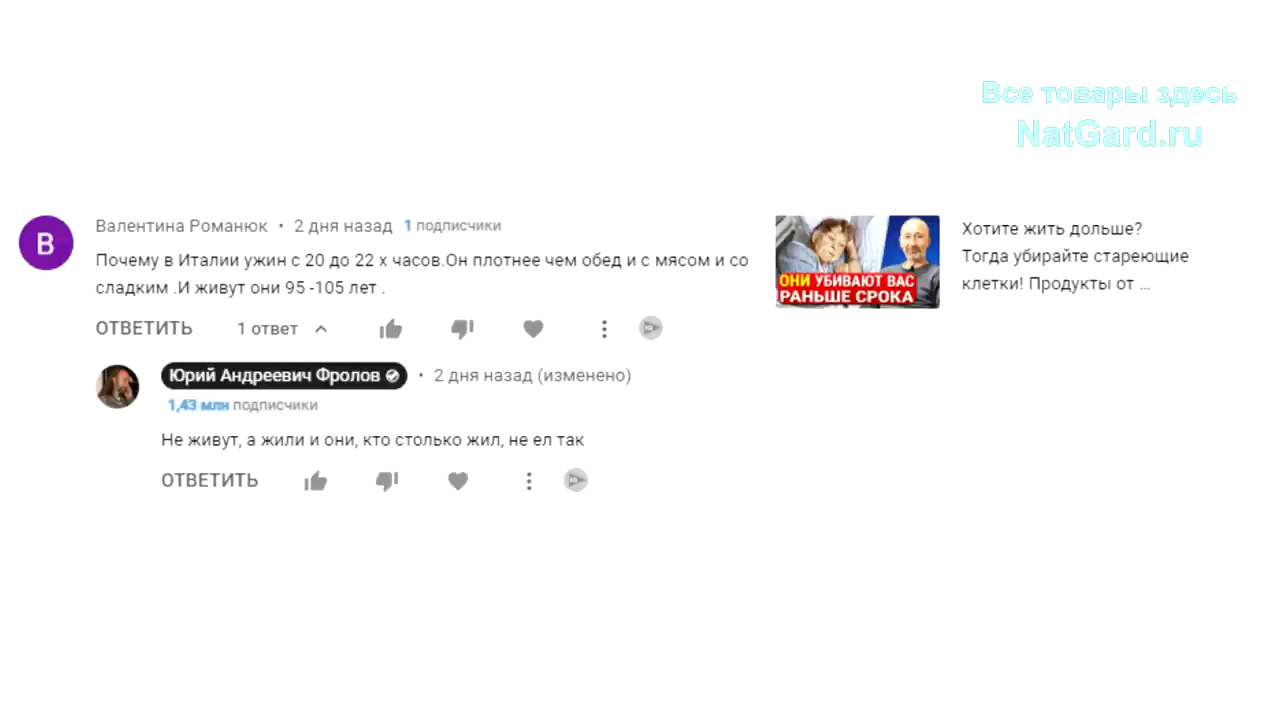 Все товары здесь
NatGard.ru
В
Валентина Романюк • 2 дня назад 1 подписчики
Почему в Италии ужин с 20 до 22 х часов.Он плотнее чем обед и с мясом и со
сладким .И живут они 95 -105 лет .
ОТВЕТИТЬ 1 ответ
Юрий Андреевич Фролов • 2 дня назад (изменено)
1,43 млн подписчики
Не живут, а жили и они, кто столько жил, не ел так
ОТВЕТИТЬ
ОНИ УБИВАЮТ ВАС
РАНЬШЕ СРОКА
Хотите жить дольше?
Тогда убирайте стареющие
клетки! Продукты от ...